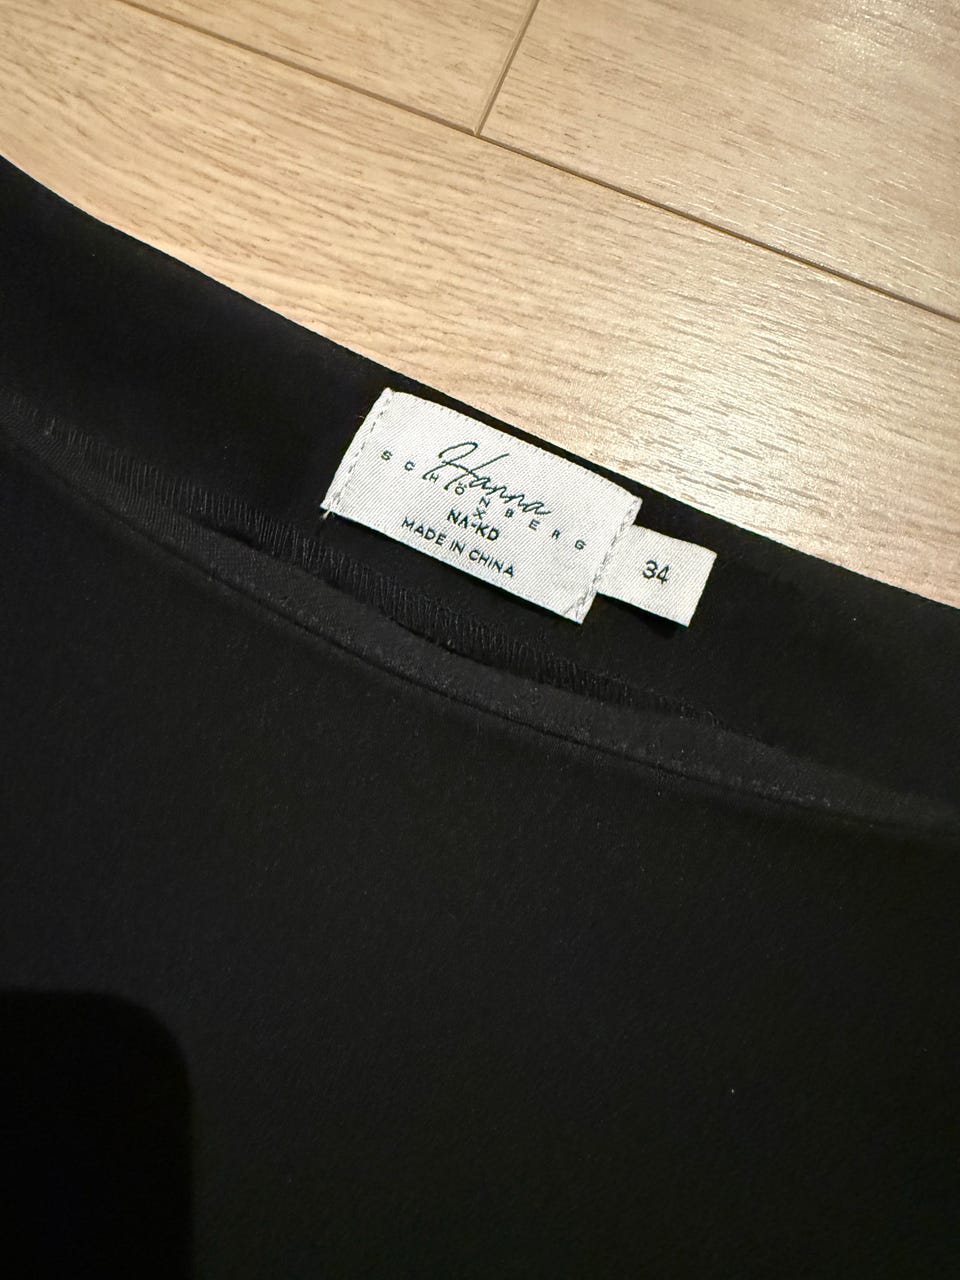 Hanna
SCHÖNBERG
X
NA-KD
MADE IN CHINA
34